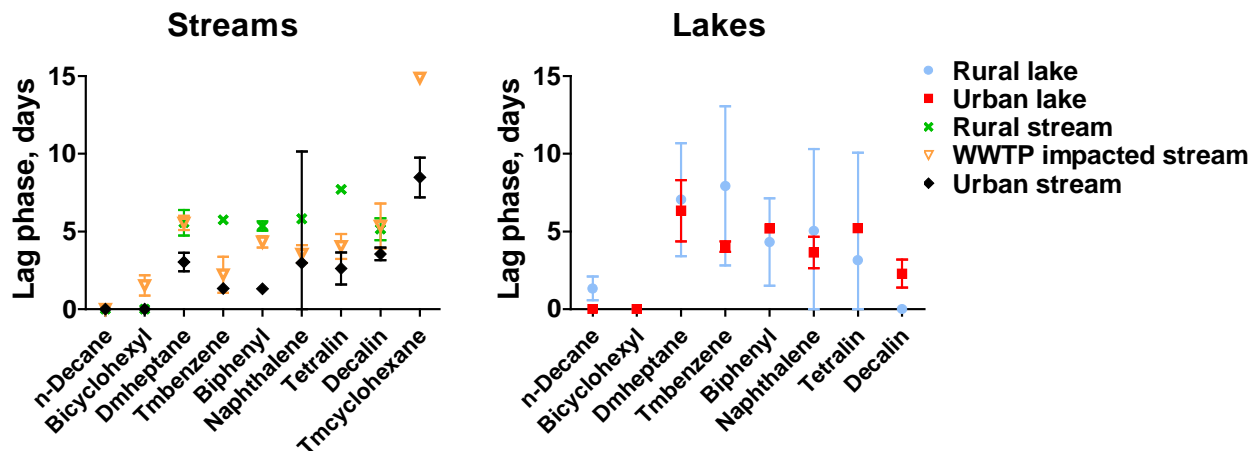 Streams
Lag phase, days
15
10
5
0
n-Decane
Bicyclohexyl
Dmheptane
Tmbenzene
Biphenyl
Naphthalene
Tetralin
Decalin
Tmcyclohexane
Lakes
Lag phase, days
15
10
5
0
n-Decane
Bicyclohexyl
Dmheptane
Tmbenzene
Biphenyl
Naphthalene
Tetralin
Decalin
Rural lake
Urban lake
Rural stream
WWTP impacted stream
Urban stream